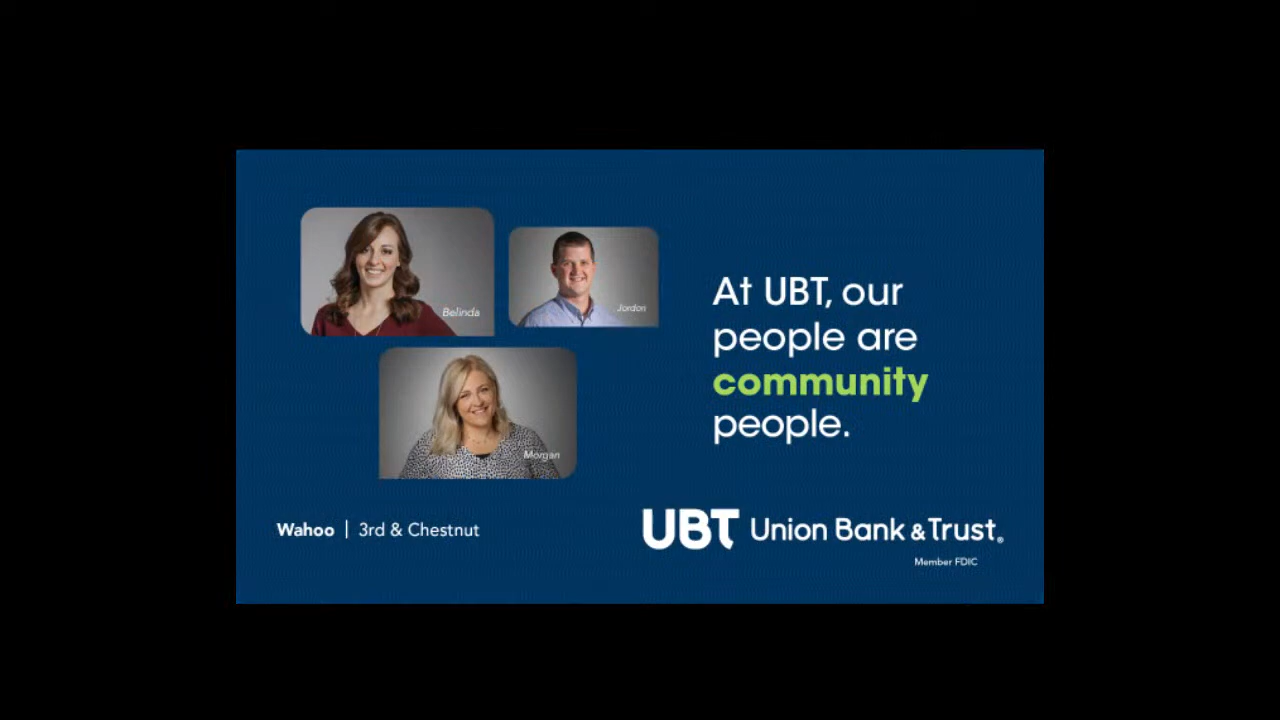 Belinda
Jordon
Morgan
At UBT, our
people are
community
people.
Wahoo | 3rd & Chestnut
UBT Union Bank & Trust®
Member FDIC